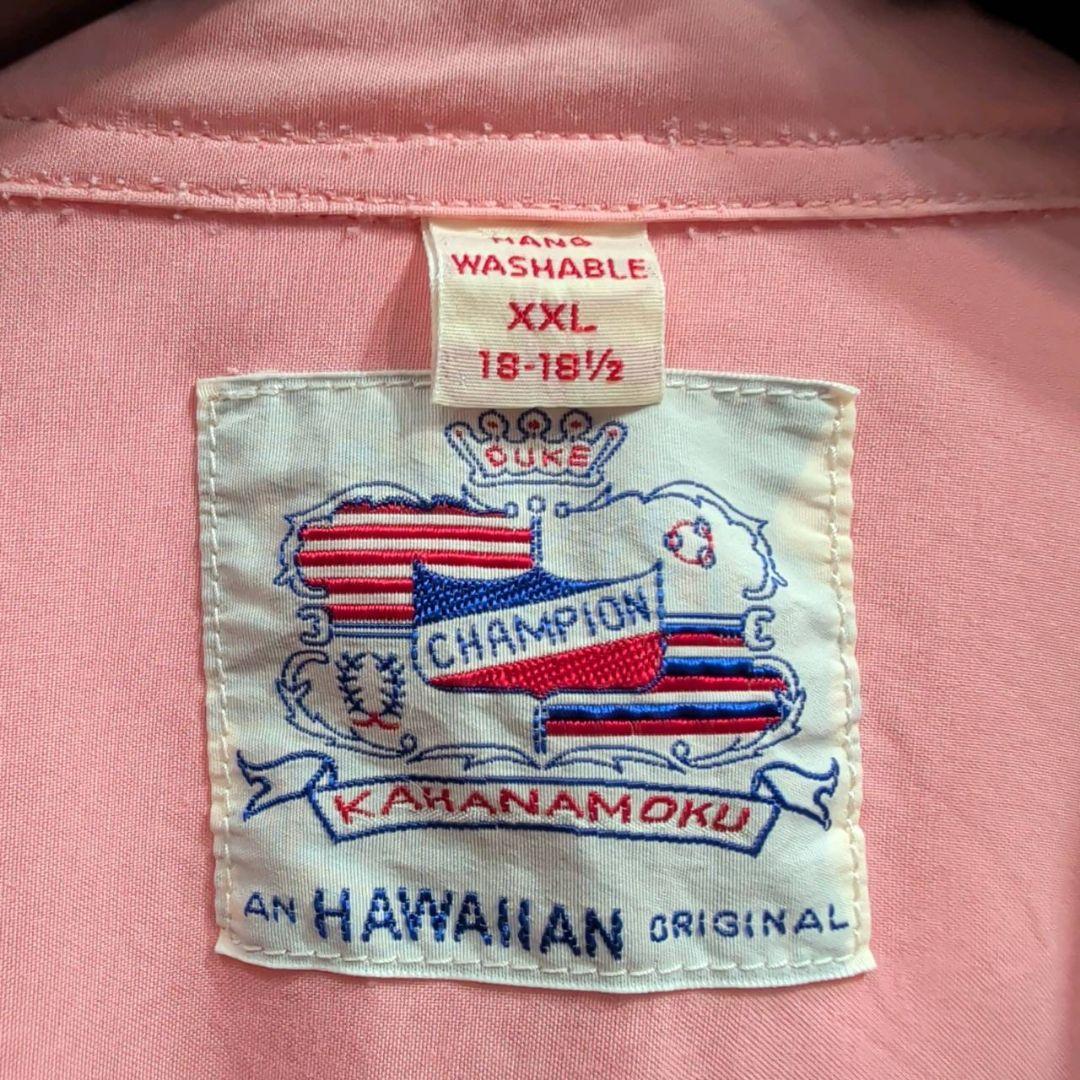 HAND
WASHABLE
XXL
18-18½
DUKE
CHAMPION
KAHANAMOKU
AN HAWAIIAN ORIGINAL